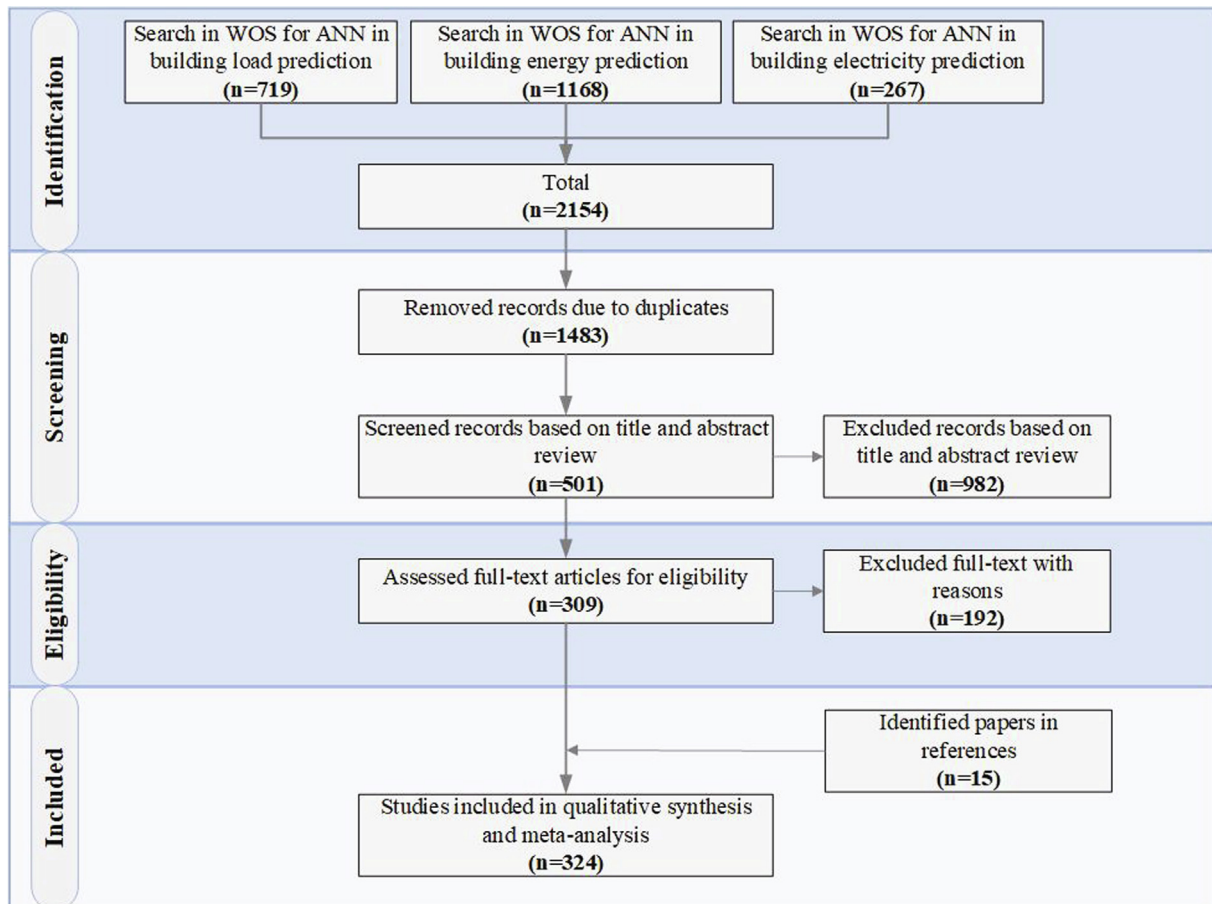 Identification
Search in WOS for ANN in
building load prediction
(n=719)
Search in WOS for ANN in
building energy prediction
(n=1168)
Search in WOS for ANN in
building electricity prediction
(n=267)
Total
(n=2154)
Screening
Removed records due to duplicates
(n=1483)
Screened records based on title and abstract
review
(n=501)
Excluded records based on
title and abstract review
(n=982)
Eligibility
Assessed full-text articles for eligibility
(n=309)
Excluded full-text with
reasons
(n=192)
Included
Identified papers in
references
(n=15)
Studies included in qualitative synthesis
and meta-analysis
(n=324)